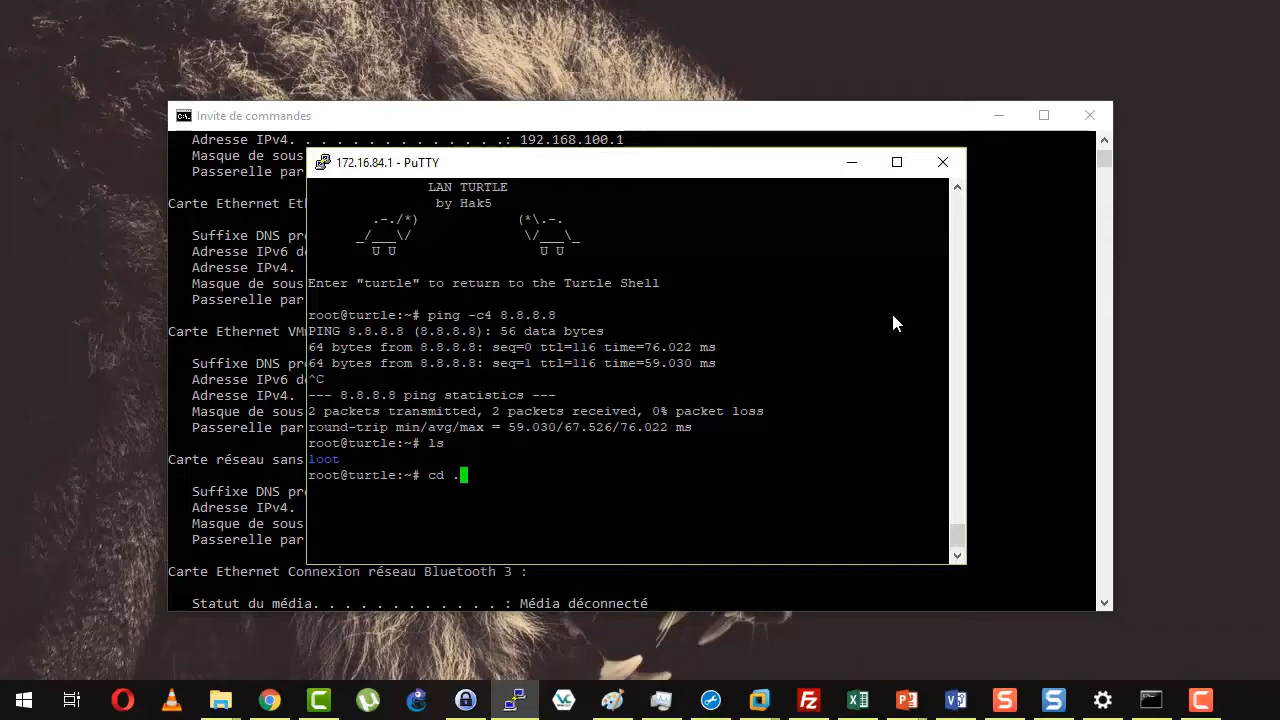 Invite de commandes
Adresse IPv4. . . . . . . . . . . . . .: 192.168.100.1
Masque de sous
Passerelle par
Carte Ethernet Eth
Suffixe DNS pr
Adresse IPv6 d
Adresse IPv4.
Masque de sous
Passerelle par
Carte Ethernet VM
Suffixe DNS pr
Adresse IPv6 d
Adresse IPv4.
Masque de sous
Passerelle par
Carte réseau sans
Suffixe DNS pr
Adresse IPv4.
Masque de sous
Passerelle par
Carte Ethernet Connexion réseau Bluetooth 3 :
Statut du média. . . . . . . . . . . . : Média déconnecté
172.16.84.1 - PuTTY
LAN TURTLE
by Hak5
.-./*) (*\.-.
_/___\/ \/___\_
U U U U
Enter "turtle" to return to the Turtle Shell
root@turtle:~# ping -c4 8.8.8.8
PING 8.8.8.8 (8.8.8.8): 56 data bytes
64 bytes from 8.8.8.8: seq=0 ttl=116 time=76.022 ms
64 bytes from 8.8.8.8: seq=1 ttl=116 time=59.030 ms
^C
--- 8.8.8.8 ping statistics ---
2 packets transmitted, 2 packets received, 0% packet loss
round-trip min/avg/max = 59.030/67.526/76.022 ms
root@turtle:~# ls
loot
root@turtle:~# cd .